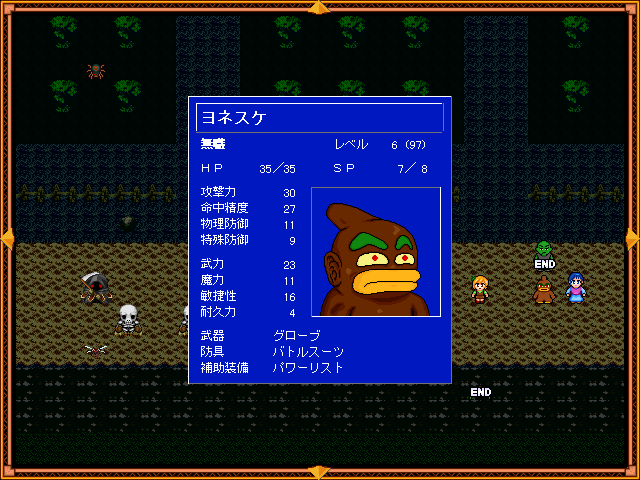 ヨネスケ
無職 レベル 6 (97)
ＨＰ 35／35 ＳＰ 7／ 8
攻撃力 30
命中精度 27
物理防御 11
特殊防御 9
武力 23
魔力 11
敏捷性 16
耐久力 4
武器 グローブ
防具 バトルスーツ
補助装備 パワーリスト
END
END